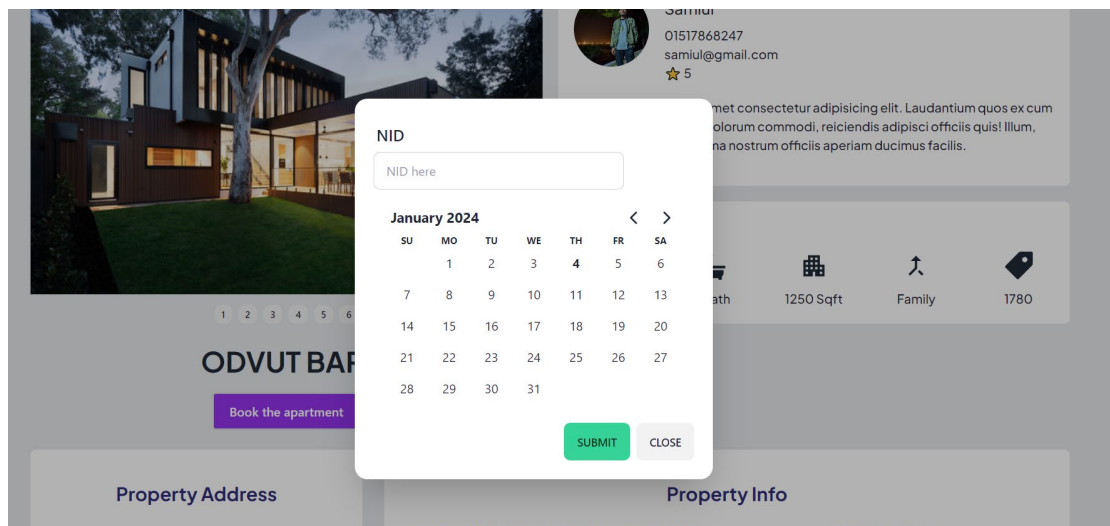 Samiul
01517868247
samiul@gmail.com
5
met consectetur adipisicing elit. Laudantium quos ex cum
olorum commodi, reiciendis adipisci officiis quis! Illum,
na nostrum officiis aperiam ducimus facilis.
NID
NID here
January 2024
SU MO TU WE TH FR SA
1 2 3 4 5 6
7 8 9 10 11 12 13
14 15 16 17 18 19 20
21 22 23 24 25 26 27
28 29 30 31
SUBMIT CLOSE
ath 1250 Sqft Family 1780
1 2 3 4 5 6
ODVUT BAR
Book the apartment
Property Address
Property Info